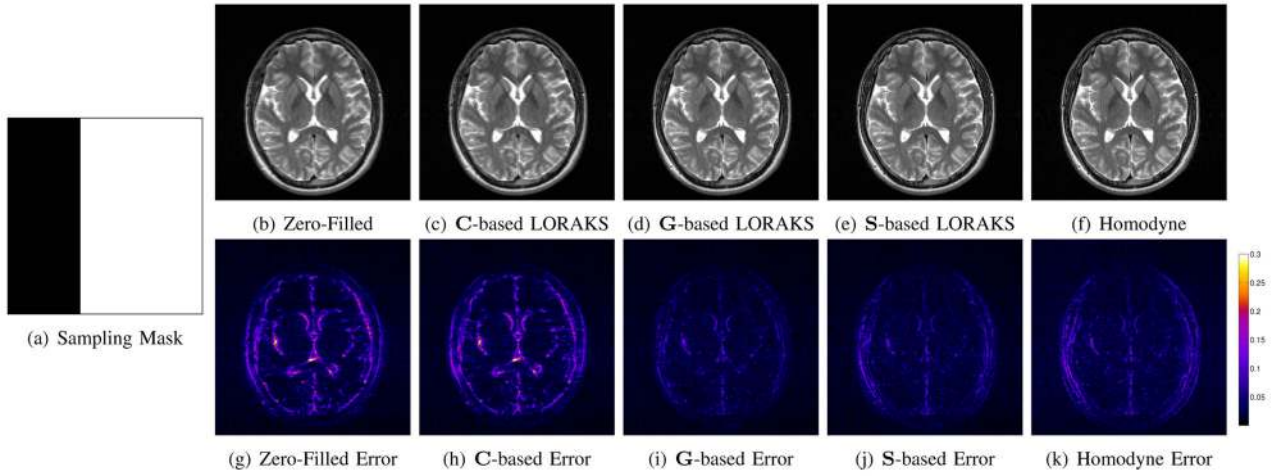 (a) Sampling Mask
(b) Zero-Filled
(c) C-based LORAKS
(d) G-based LORAKS
(e) S-based LORAKS
(f) Homodyne
(g) Zero-Filled Error
(h) C-based Error
(i) G-based Error
(j) S-based Error
(k) Homodyne Error
0.3
0.25
0.2
0.15
0.1
0.05